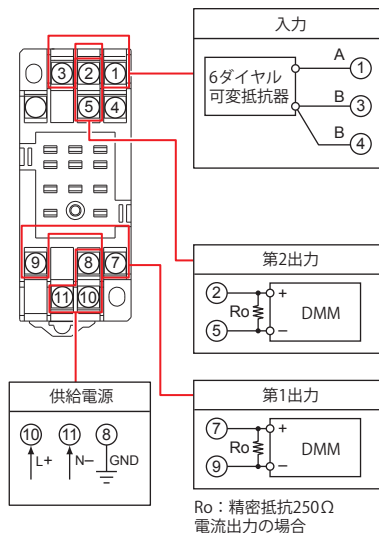 入力
6ダイヤル
可変抵抗器
A ①
B ③
B ④
③ ② ①
⑤ ④
⑨ ⑧ ⑦
⑪ ⑩
第2出力
② +
Ro DMM
⑤ −
供給電源
⑩ ⑪ ⑧
L+ N− GND
第1出力
⑦ +
Ro DMM
⑨ −
Ro：精密抵抗250Ω
電流出力の場合